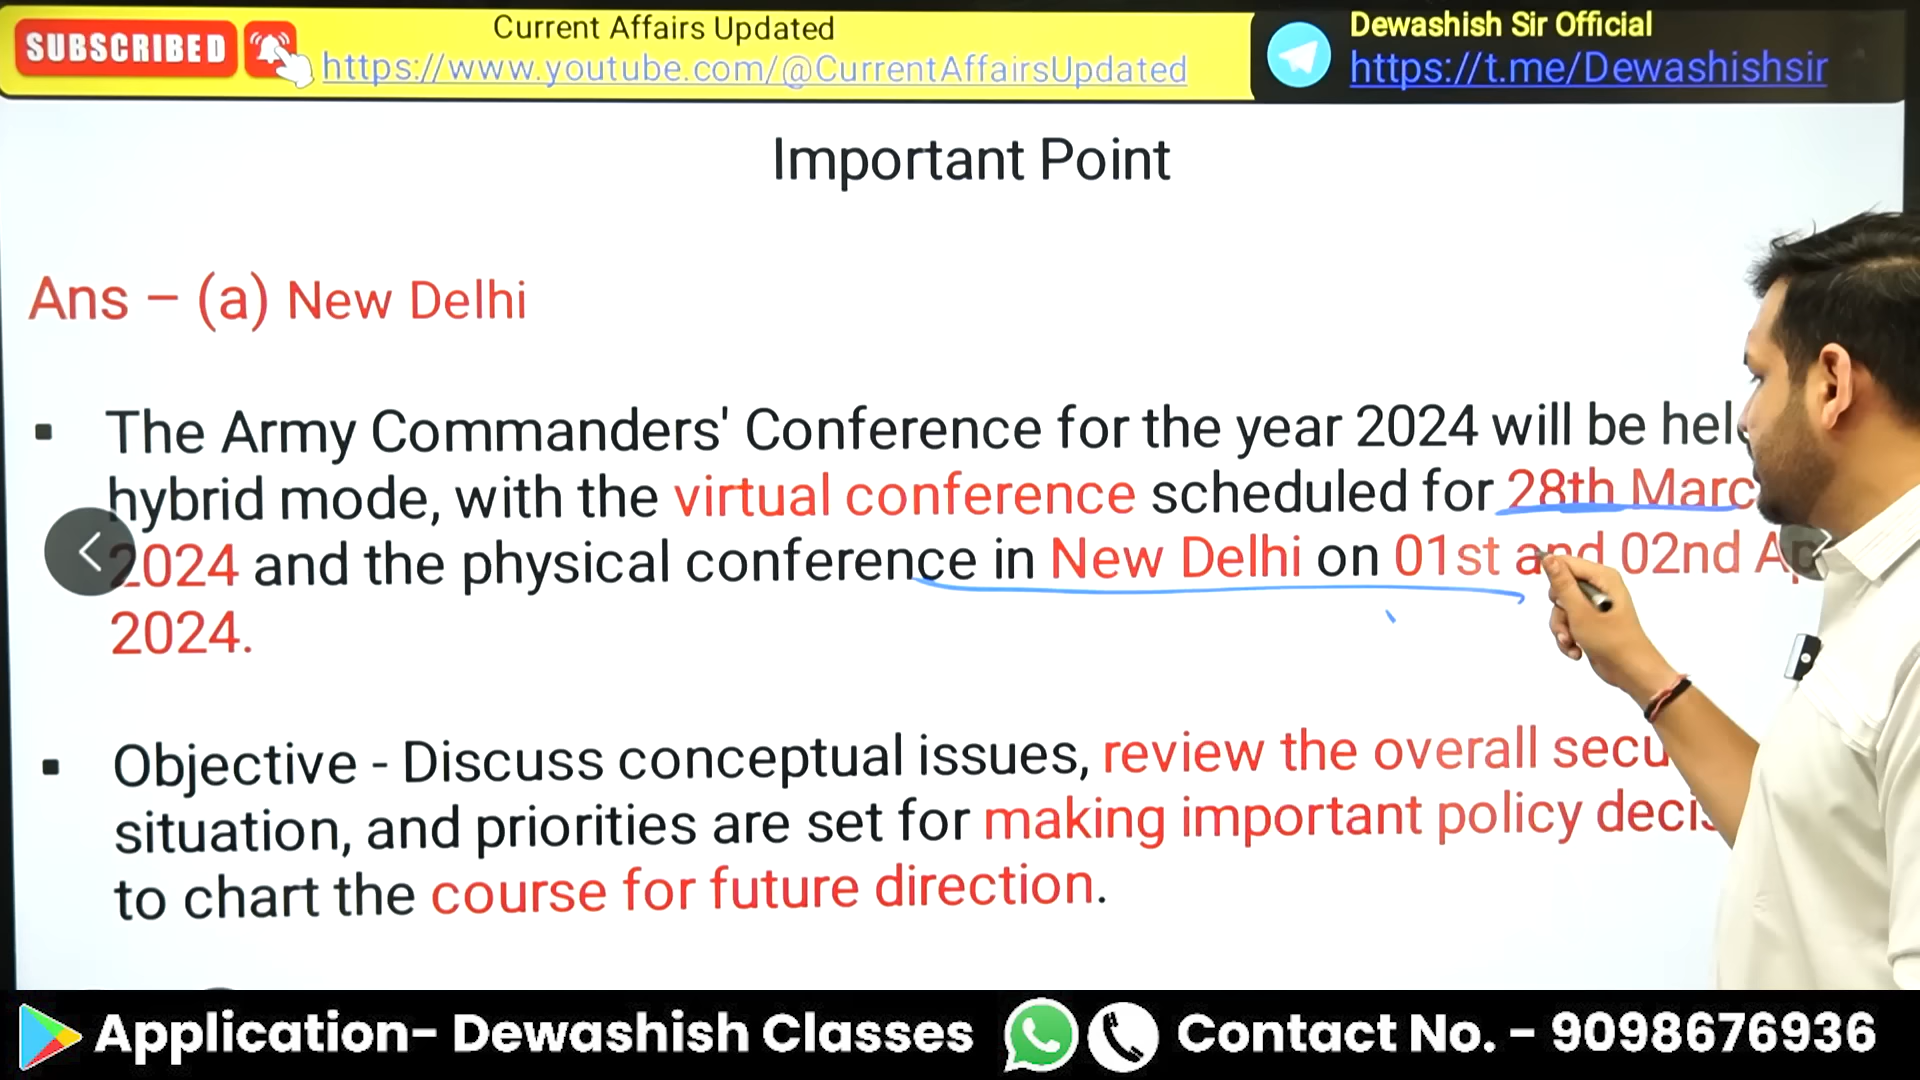 SUBSCRIBED
Current Affairs Updated
https://www.youtube.com/@CurrentAffairsUpdated
Dewashish Sir Official
https://t.me/Dewashishsir
Important Point
Ans – (a) New Delhi
▪ The Army Commanders' Conference for the year 2024 will be
hybrid mode, with the virtual conference scheduled for 28th
2024 and the physical conference in New Delhi on 01st and 02nd
2024.
▪ Objective - Discuss conceptual issues, review the overall
situation, and priorities are set for making important policy
to chart the course for future direction.
Application- Dewashish Classes
Contact No. - 9098676936